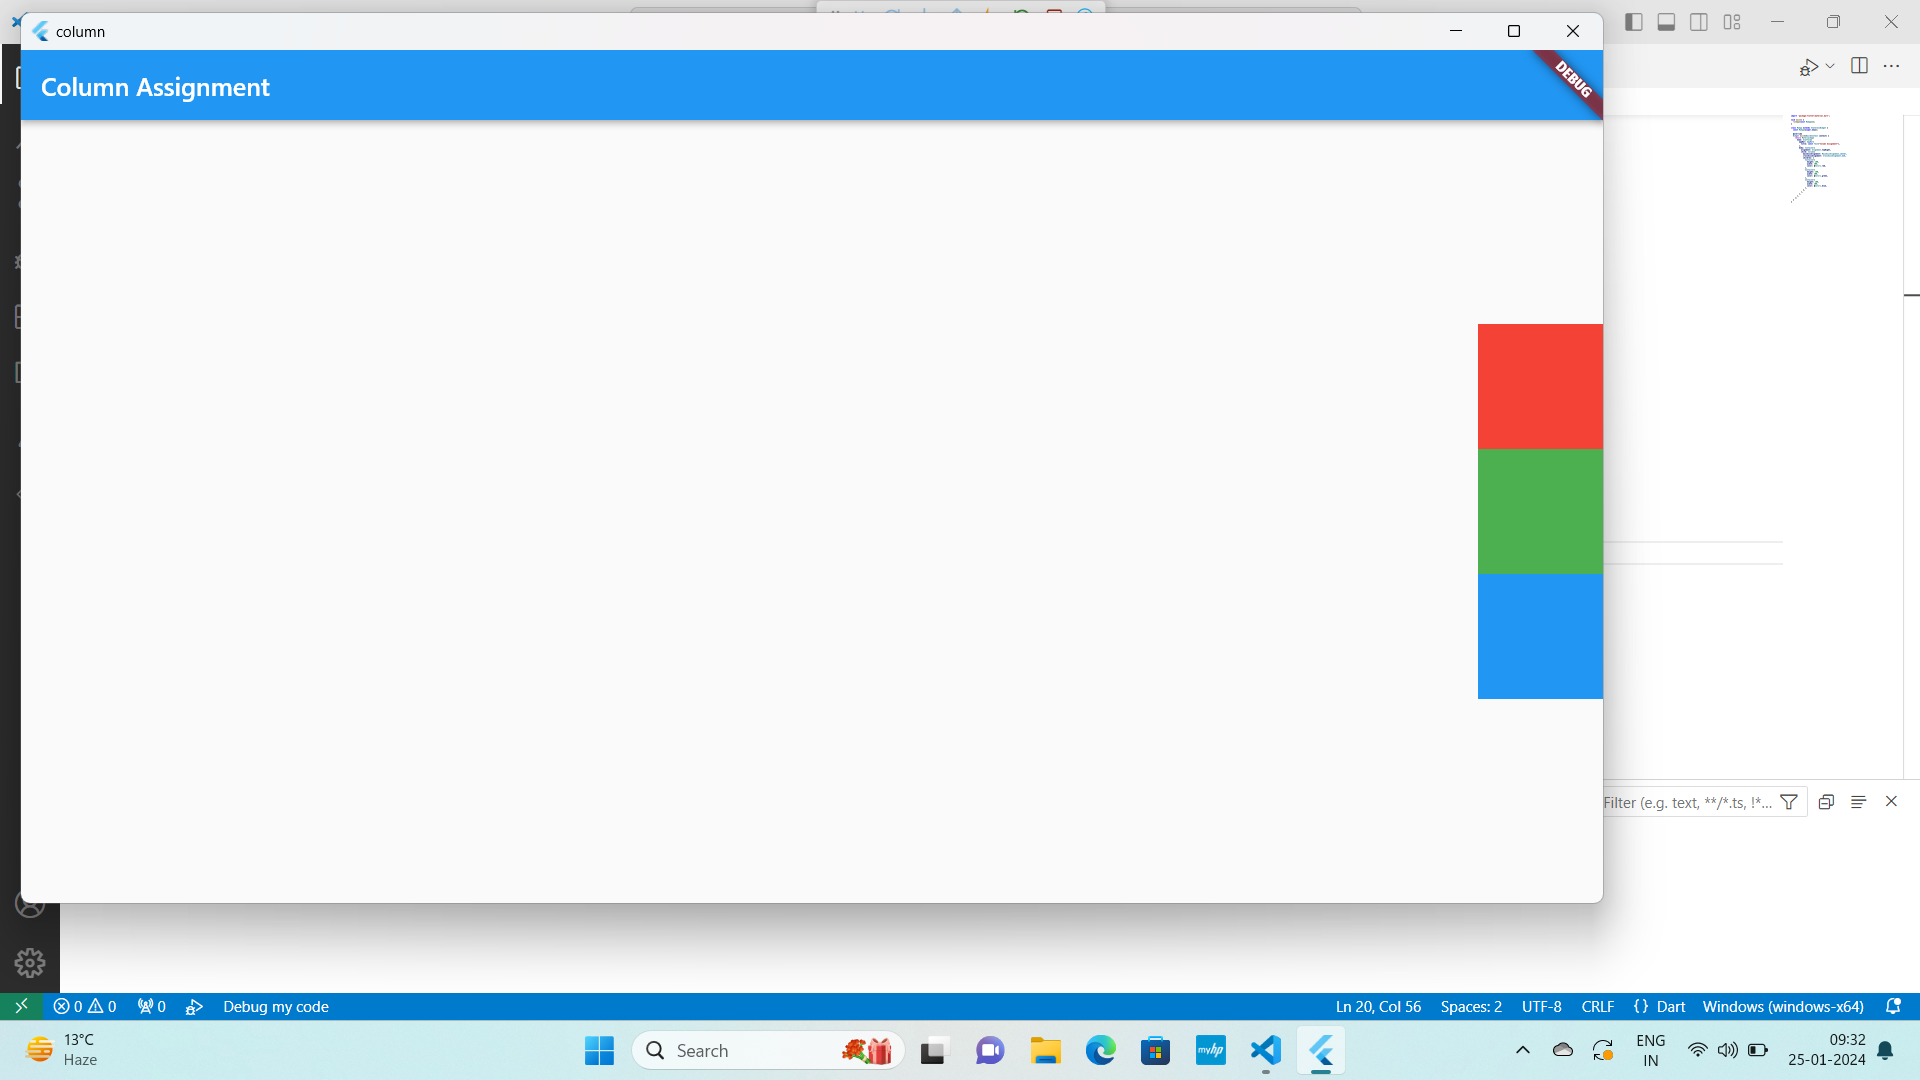 column
Column Assignment
DEBUG
Filter (e.g. text, **/*.ts, !*...
0 0 0 Debug my code
Ln 20, Col 56 Spaces: 2 UTF-8 CRLF {} Dart Windows (windows-x64)
13°C
Haze
Search
myhp
ENG
IN
09:32
25-01-2024